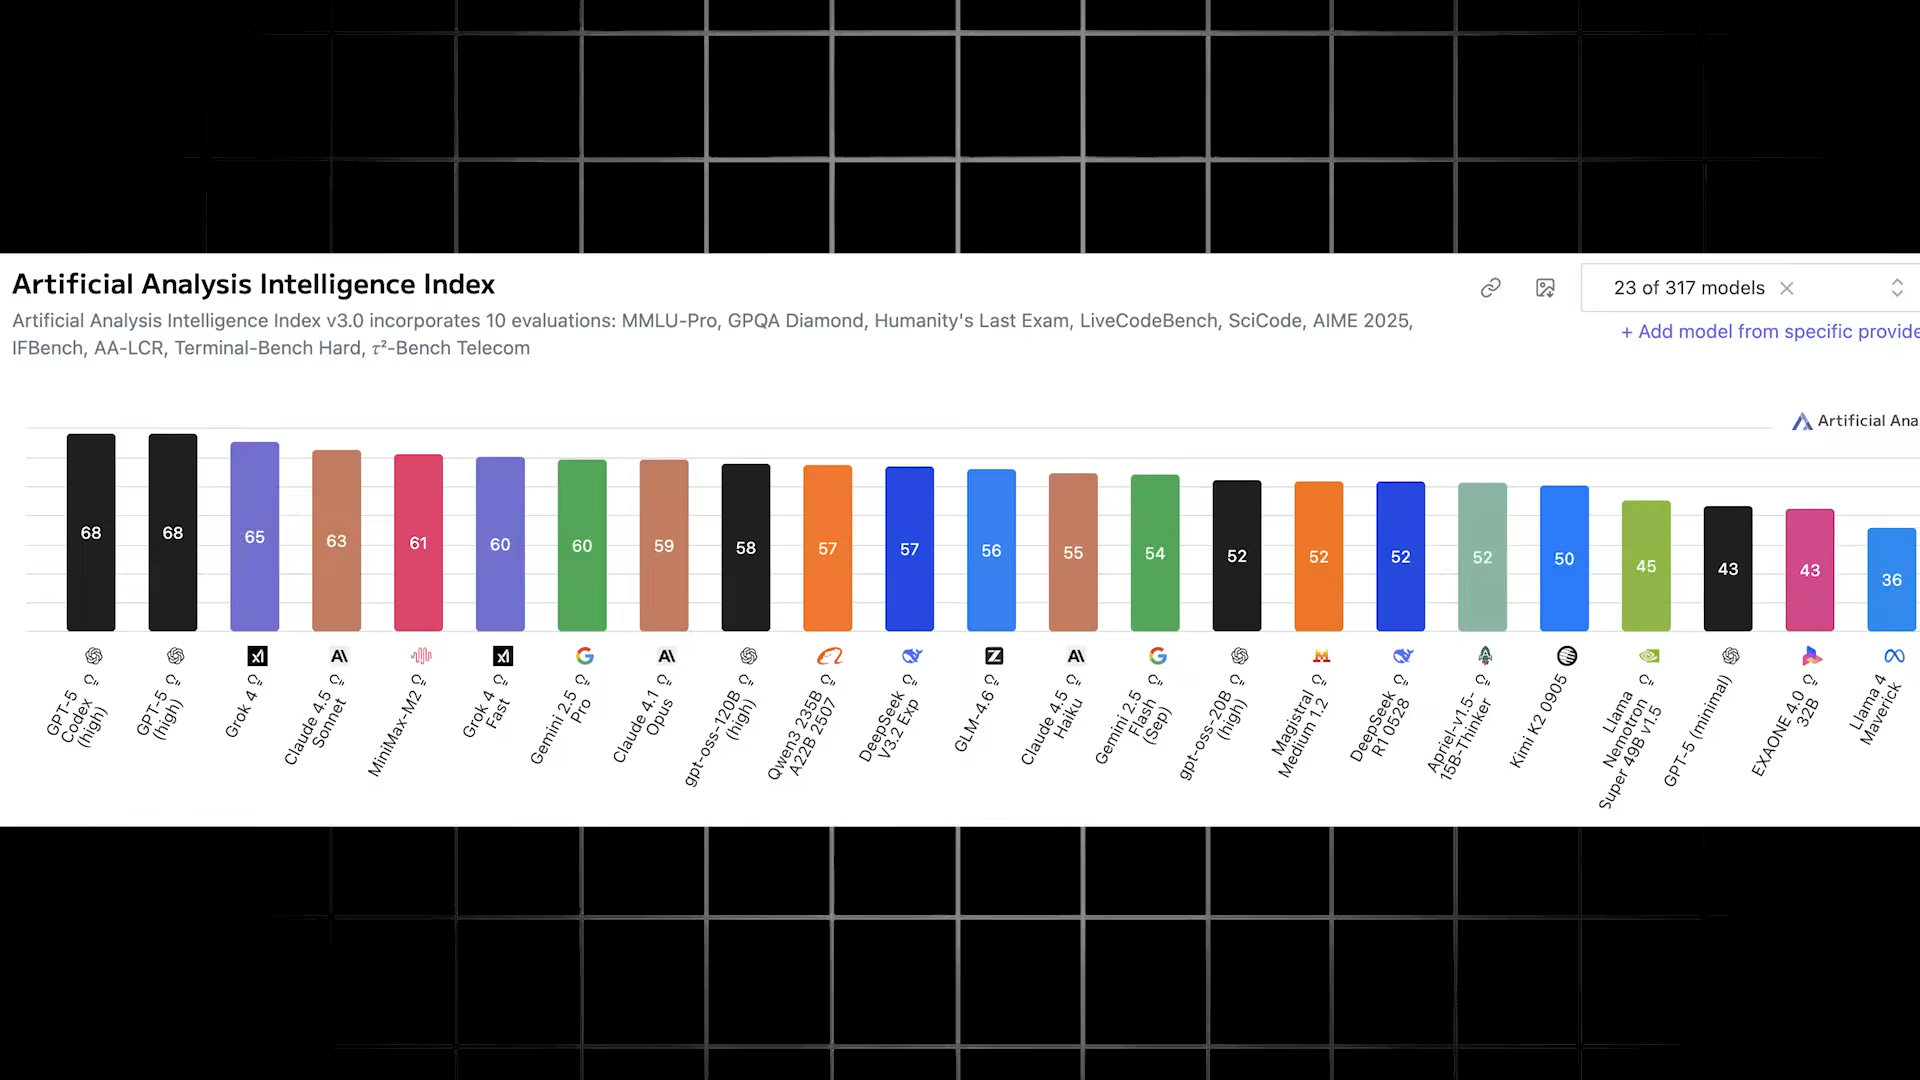 Artificial Analysis Intelligence Index
23 of 317 models
Artificial Analysis Intelligence Index v3.0 incorporates 10 evaluations: MMLU-Pro, GPQA Diamond, Humanity's Last Exam, LiveCodeBench, SciCode, AIME 2025,
IFBench, AA-LCR, Terminal-Bench Hard, τ²-Bench Telecom
+ Add model from specific provide
Artificial Ana
68
68
65
63
61
60
60
59
58
57
57
56
55
54
52
52
52
52
50
45
43
43
36
GPT-5
Codex
(high)
GPT-5
(high)
Grok 4
Claude 4.5
Sonnet
MiniMax-M2
Grok 4
Fast
Gemini 2.5
Pro
Claude 4.1
Opus
gpt-oss-120B
(high)
Qwen3 235B
A22B 2507
DeepSeek
V3.2 Exp
GLM-4.6
Claude 4.5
Haiku
Gemini 2.5
Flash
(Sep)
gpt-oss-20B
(high)
Magistral
Medium 1.2
DeepSeek
R1 0528
Apriel-v1.5-
15B-Thinker
Kimi K2 0905
Llama
Nemotron
Super 49B v1.5
GPT-5 (minimal)
EXAONE 4.0
32B
Llama 4
Maverick